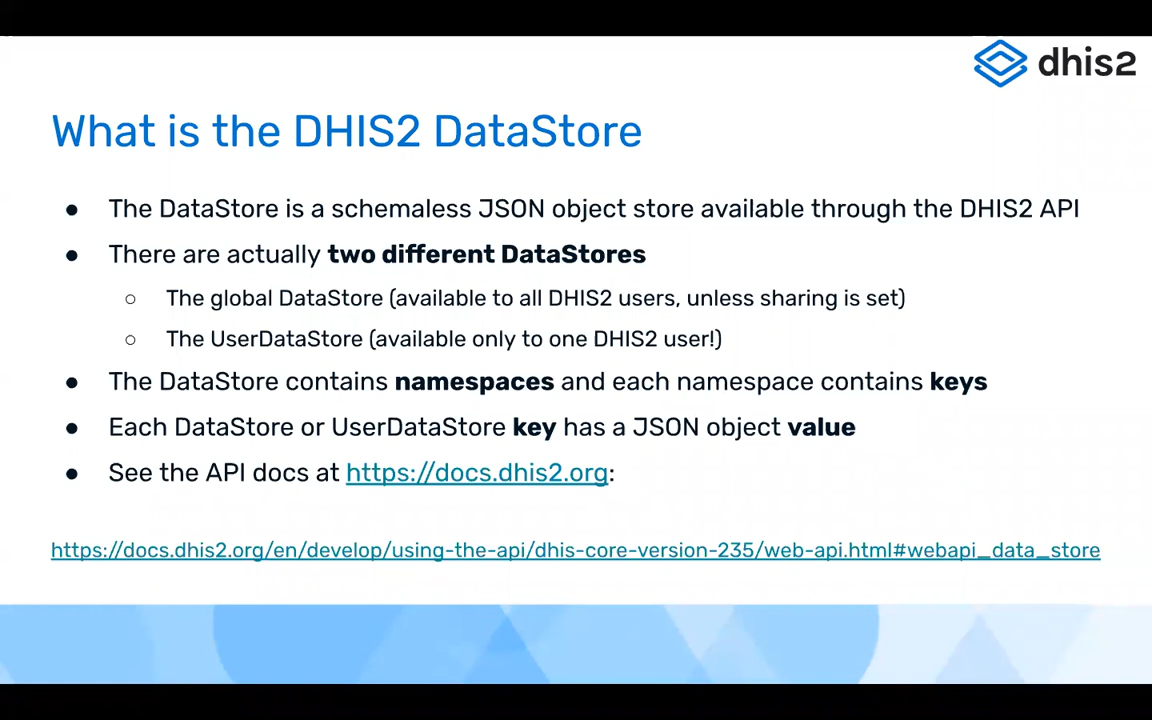 dhis2
What is the DHIS2 DataStore
● The DataStore is a schemaless JSON object store available through the DHIS2 API
● There are actually two different DataStores
○ The global DataStore (available to all DHIS2 users, unless sharing is set)
○ The UserDataStore (available only to one DHIS2 user!)
● The DataStore contains namespaces and each namespace contains keys
● Each DataStore or UserDataStore key has a JSON object value
● See the API docs at https://docs.dhis2.org:
https://docs.dhis2.org/en/develop/using-the-api/dhis-core-version-235/web-api.html#webapi_data_store